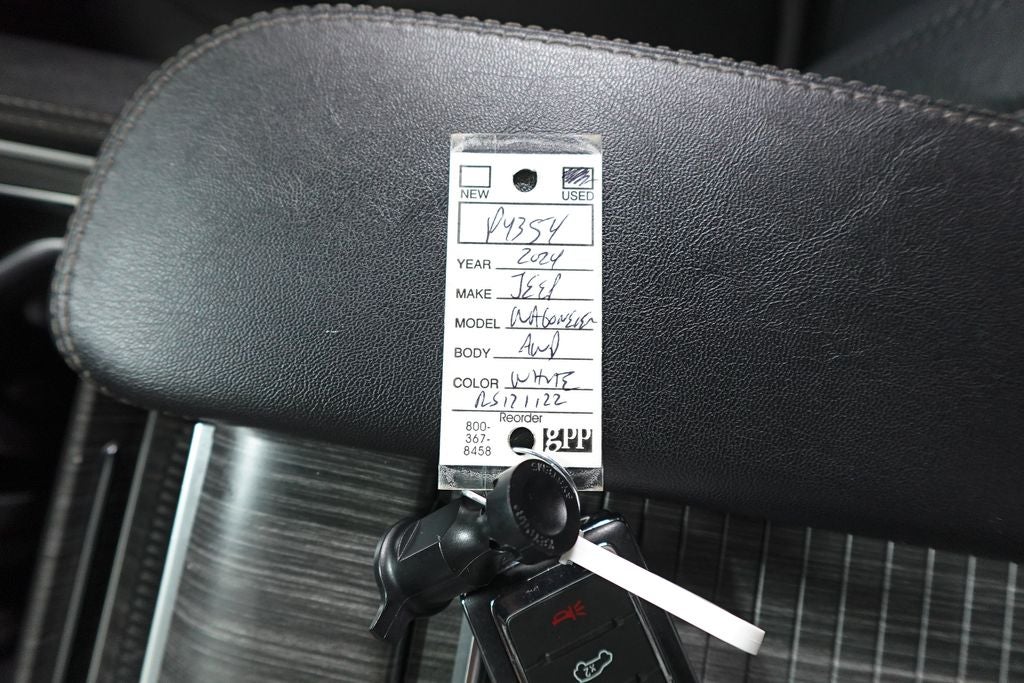 NEW USED
P4354
YEAR 2024
MAKE JEEP
MODEL WAGONEER
BODY AWD
COLOR WHITE
RS171122
Reorder
800-
367-
8458
gpp
2X